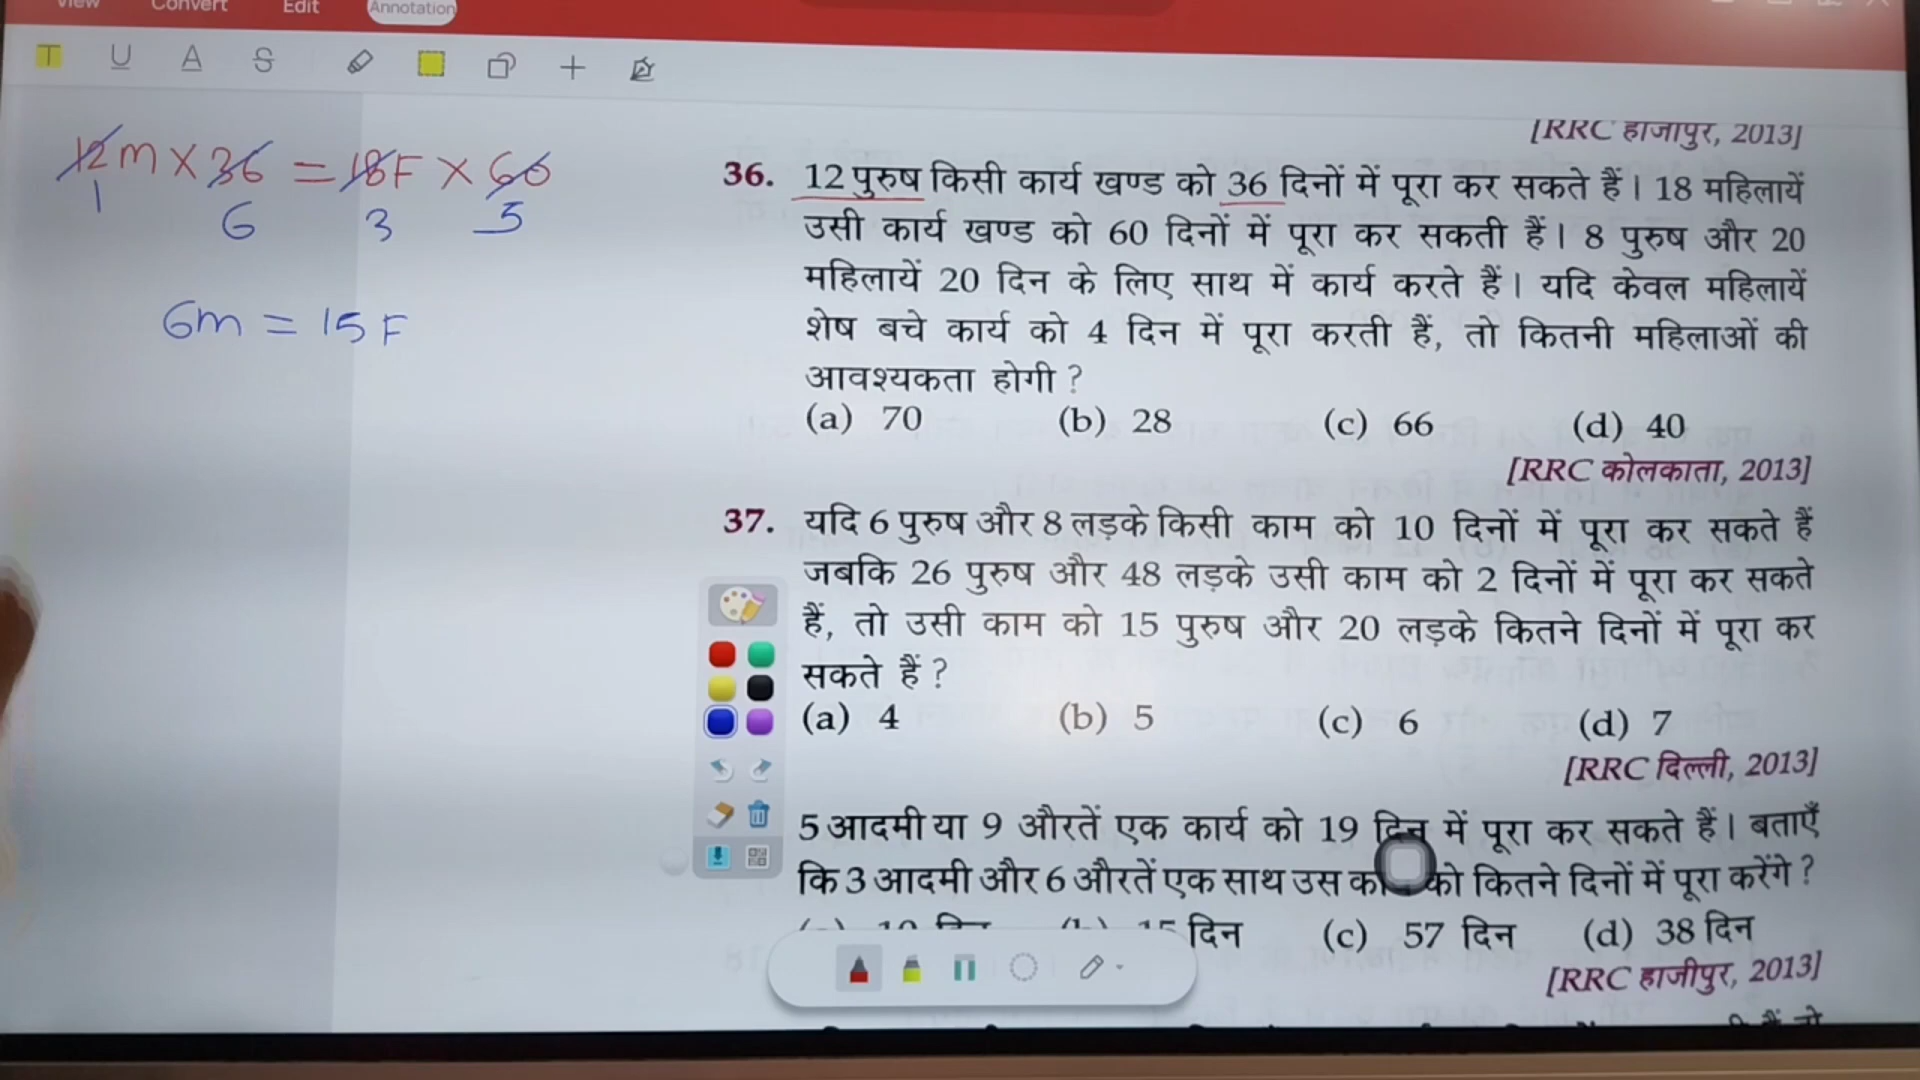 View Convert Edit Annotation
T U A S
[RRC हाजीपुर, 2013]
12m × 36 = 18F × 60
1 6 3 5
6m = 15F
36. 12 पुरुष किसी कार्य खण्ड को 36 दिनों में पूरा कर सकते हैं। 18 महिलायें
उसी कार्य खण्ड को 60 दिनों में पूरा कर सकती हैं। 8 पुरुष और 20
महिलायें 20 दिन के लिए साथ में कार्य करते हैं। यदि केवल महिलायें
शेष बचे कार्य को 4 दिन में पूरा करती हैं, तो कितनी महिलाओं की
आवश्यकता होगी ?
(a) 70 (b) 28 (c) 66 (d) 40
[RRC कोलकाता, 2013]
37. यदि 6 पुरुष और 8 लड़के किसी काम को 10 दिनों में पूरा कर सकते हैं
जबकि 26 पुरुष और 48 लड़के उसी काम को 2 दिनों में पूरा कर सकते
हैं, तो उसी काम को 15 पुरुष और 20 लड़के कितने दिनों में पूरा कर
सकते हैं ?
(a) 4 (b) 5 (c) 6 (d) 7
[RRC दिल्ली, 2013]
5 आदमी या 9 औरतें एक कार्य को 19 दिन में पूरा कर सकते हैं। बताएँ
कि 3 आदमी और 6 औरतें एक साथ उस को कितने दिनों में पूरा करेंगे ?
दिन (c) 57 दिन (d) 38 दिन
[RRC हाजीपुर, 2013]